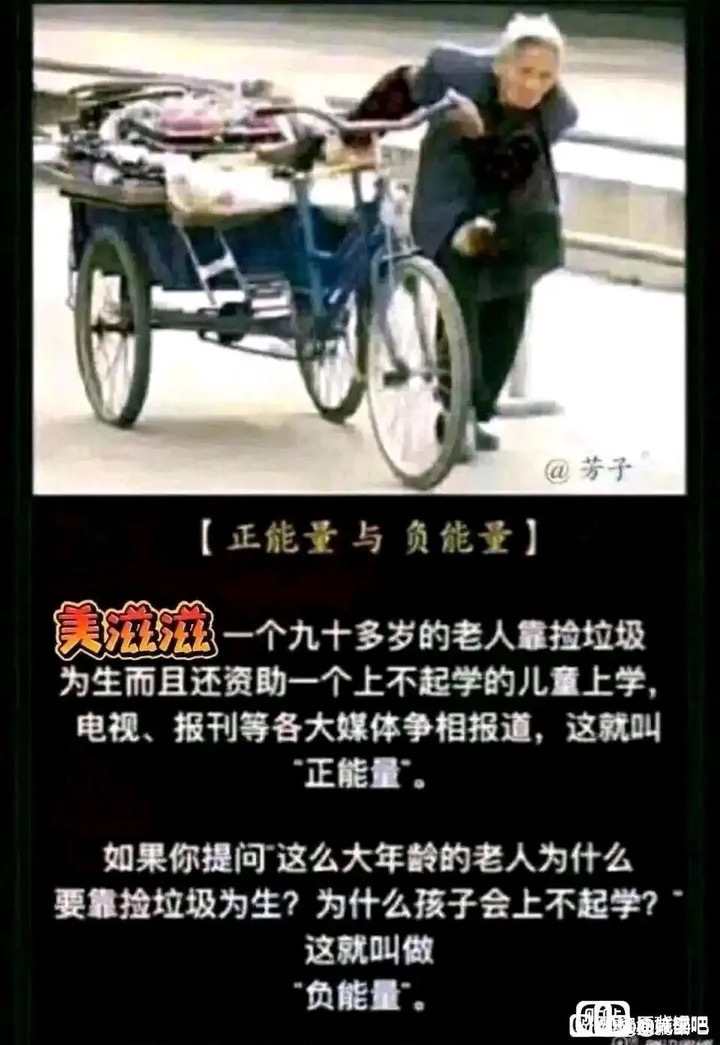 @芳子
【正能量与负能量】
美滋滋 一个九十多岁的老人靠捡垃圾
为生而且还资助一个上不起学的儿童上学，
电视、报刊等各大媒体争相报道，这就叫
"正能量"。
如果你提问"这么大年龄的老人为什么
要靠捡垃圾为生？为什么孩子会上不起学？"
这就叫做
"负能量"。